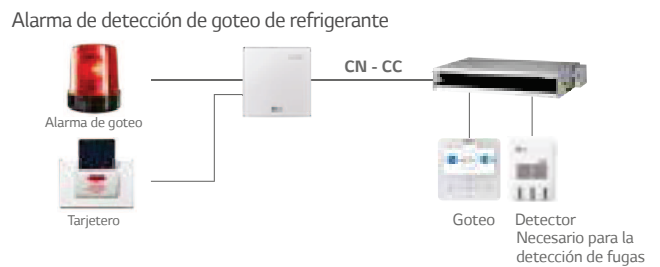 Alarma de detección de goteo de refrigerante
CN - CC
Alarma de goteo
Tarjetero
Goteo
Detector
Necesario para la
detección de fugas